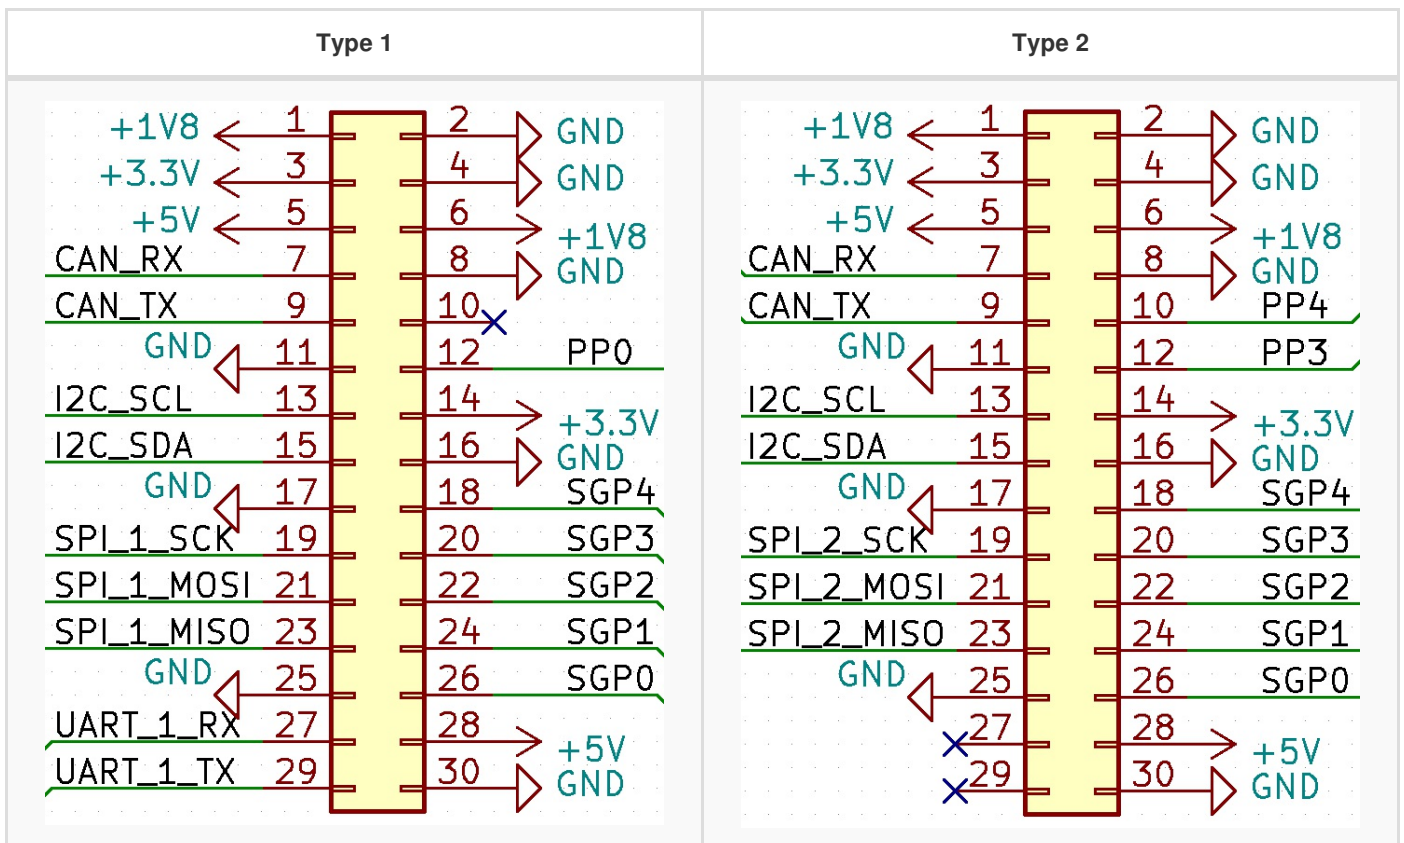 Type 1
Type 2
+1V8 1 2 GND
+3.3V 3 4 GND
+5V 5 6 +1V8
CAN_RX 7 8 GND
CAN_TX 9 10
GND 11 12 PP0
I2C_SCL 13 14 +3.3V
I2C_SDA 15 16 GND
GND 17 18 SGP4
SPI_1_SCK 19 20 SGP3
SPI_1_MOSI 21 22 SGP2
SPI_1_MISO 23 24 SGP1
GND 25 26 SGP0
UART_1_RX 27 28 +5V
UART_1_TX 29 30 GND
+1V8 1 2 GND
+3.3V 3 4 GND
+5V 5 6 +1V8
CAN_RX 7 8 GND
CAN_TX 9 10 PP4
GND 11 12 PP3
I2C_SCL 13 14 +3.3V
I2C_SDA 15 16 GND
GND 17 18 SGP4
SPI_2_SCK 19 20 SGP3
SPI_2_MOSI 21 22 SGP2
SPI_2_MISO 23 24 SGP1
GND 25 26 SGP0
27 28 +5V
29 30 GND